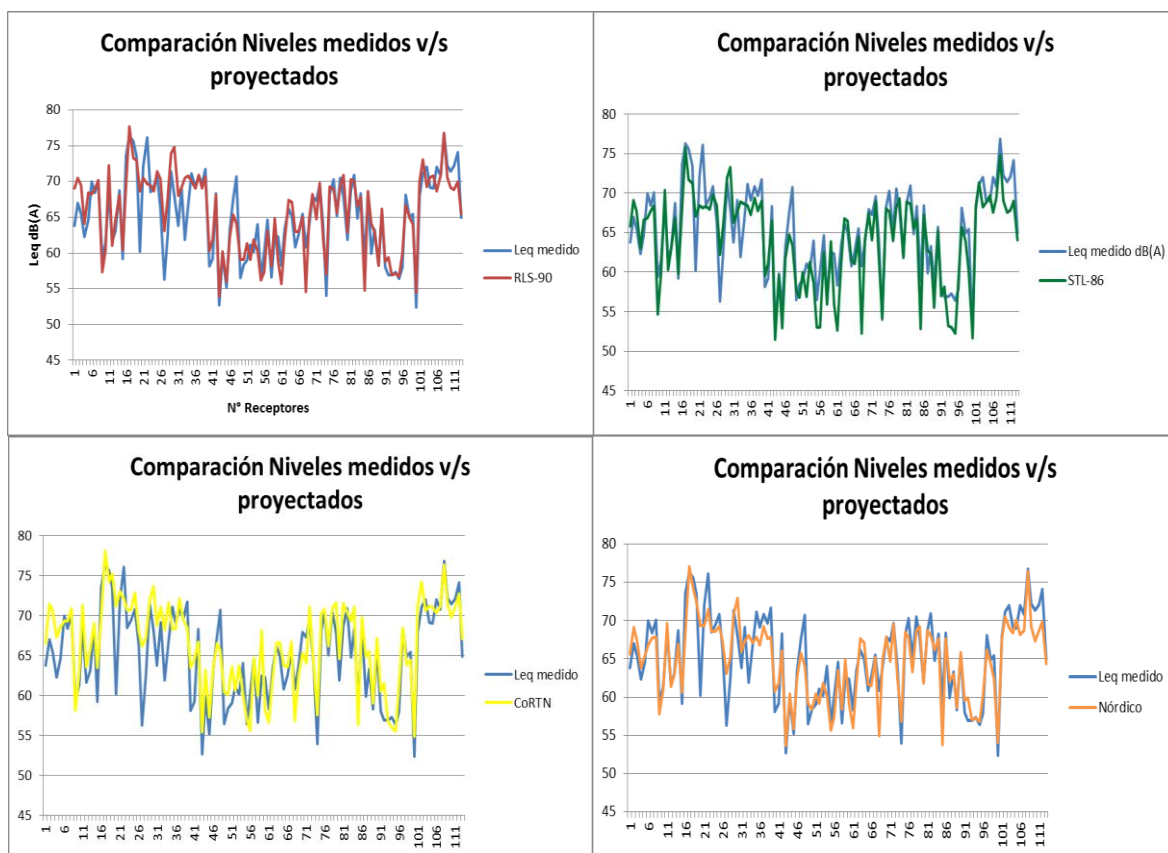 Comparación Niveles medidos v/s
proyectados
80
75
70
65
60
55
50
45
Leq dB(A)
1 6 11 16 21 26 31 36 41 46 51 56 61 66 71 76 81 86 91 96 101 106 111
N° Receptores
Leq medido
RLS-90
Comparación Niveles medidos v/s
proyectados
80
75
70
65
60
55
50
45
1 6 11 16 21 26 31 36 41 46 51 56 61 66 71 76 81 86 91 96 101 106 111
Leq medido dB(A)
STL-86
Comparación Niveles medidos v/s
proyectados
80
75
70
65
60
55
50
45
1 6 11 16 21 26 31 36 41 46 51 56 61 66 71 76 81 86 91 96 101 106 111
Leq medido
CoRTN
Comparación Niveles medidos v/s
proyectados
80
75
70
65
60
55
50
45
1 6 11 16 21 26 31 36 41 46 51 56 61 66 71 76 81 86 91 96 101 106 111
Leq medido
Nórdico